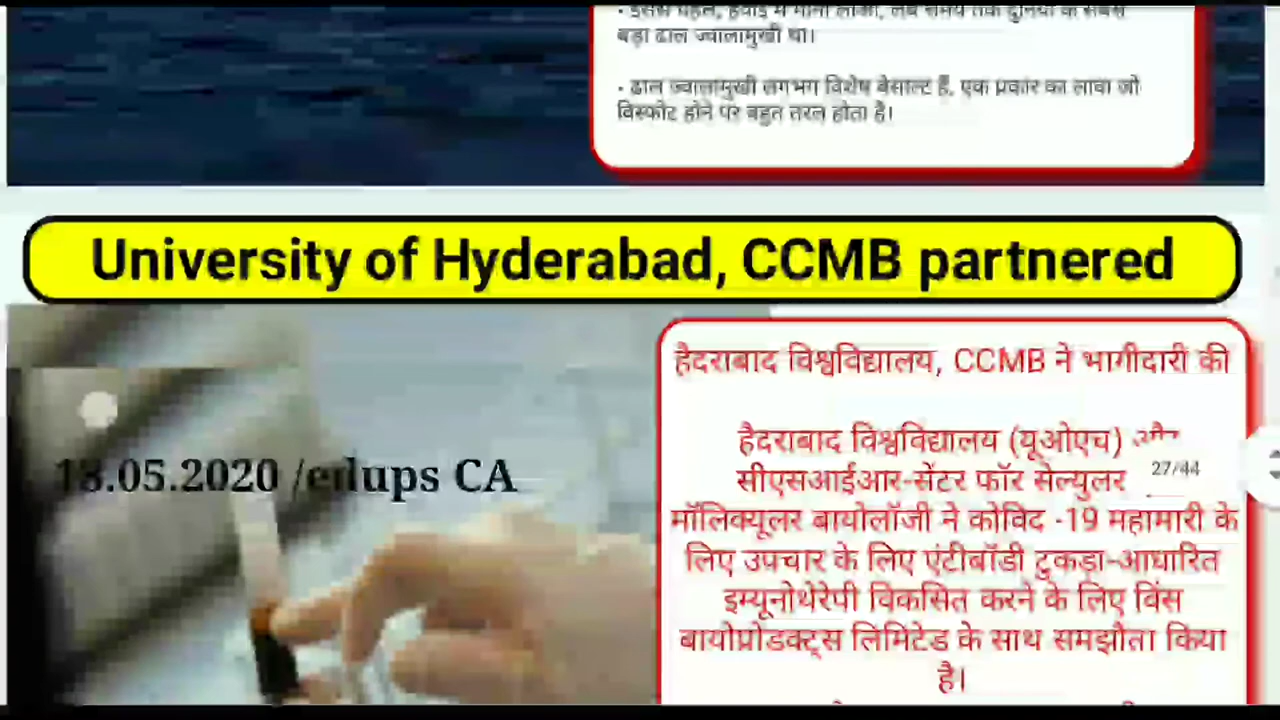 बड़ा ढाल ज्वालामुखी था।
• ढाल ज्वालामुखी लगभग विशेष बेसाल्ट हैं, एक प्रकार का लावा जो
विस्फोट होने पर बहुत तरल होता है।
University of Hyderabad, CCMB partnered
हैदराबाद विश्वविद्यालय, CCMB ने भागीदारी की
18.05.2020 /edups CA
हैदराबाद विश्वविद्यालय (यूओएच) और
सीएसआईआर-सेंटर फॉर सेल्युलर
27/44
मॉलिक्यूलर बायोलॉजी ने कोविद -19 महामारी के
लिए उपचार के लिए एंटीबॉडी टुकड़ा-आधारित
इम्यूनोथेरेपी विकसित करने के लिए विंस
बायोप्रोडक्ट्स लिमिटेड के साथ समझौता किया
है।